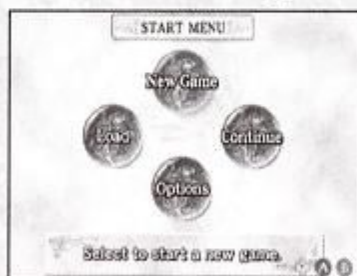 START MENU
New Game
Load
Continue
Options
Select to start a new game.
A B